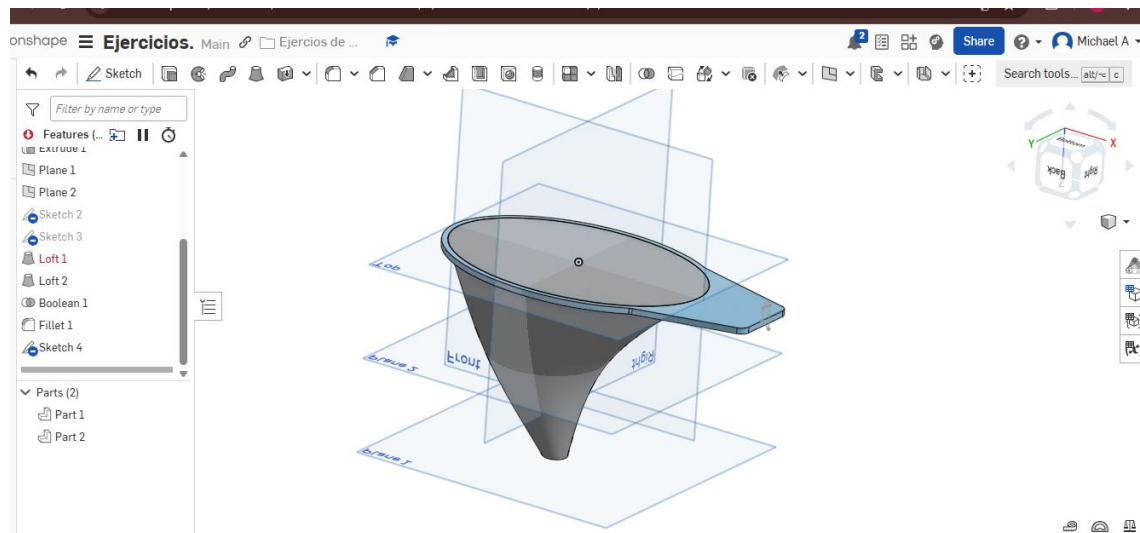 onshape Ejercicios. Main Ejercios de ... 2 Share Michael A
Sketch Search tools... alt/⌥ c
Filter by name or type
Features (...
Extrude 1
Plane 1
Plane 2
Sketch 2
Sketch 3
Loft 1
Loft 2
Boolean 1
Fillet 1
Sketch 4
Parts (2)
Part 1
Part 2
Top
Plane 2
Front
Right
Plane 1
Bottom
Y
X
Back
Right
Z